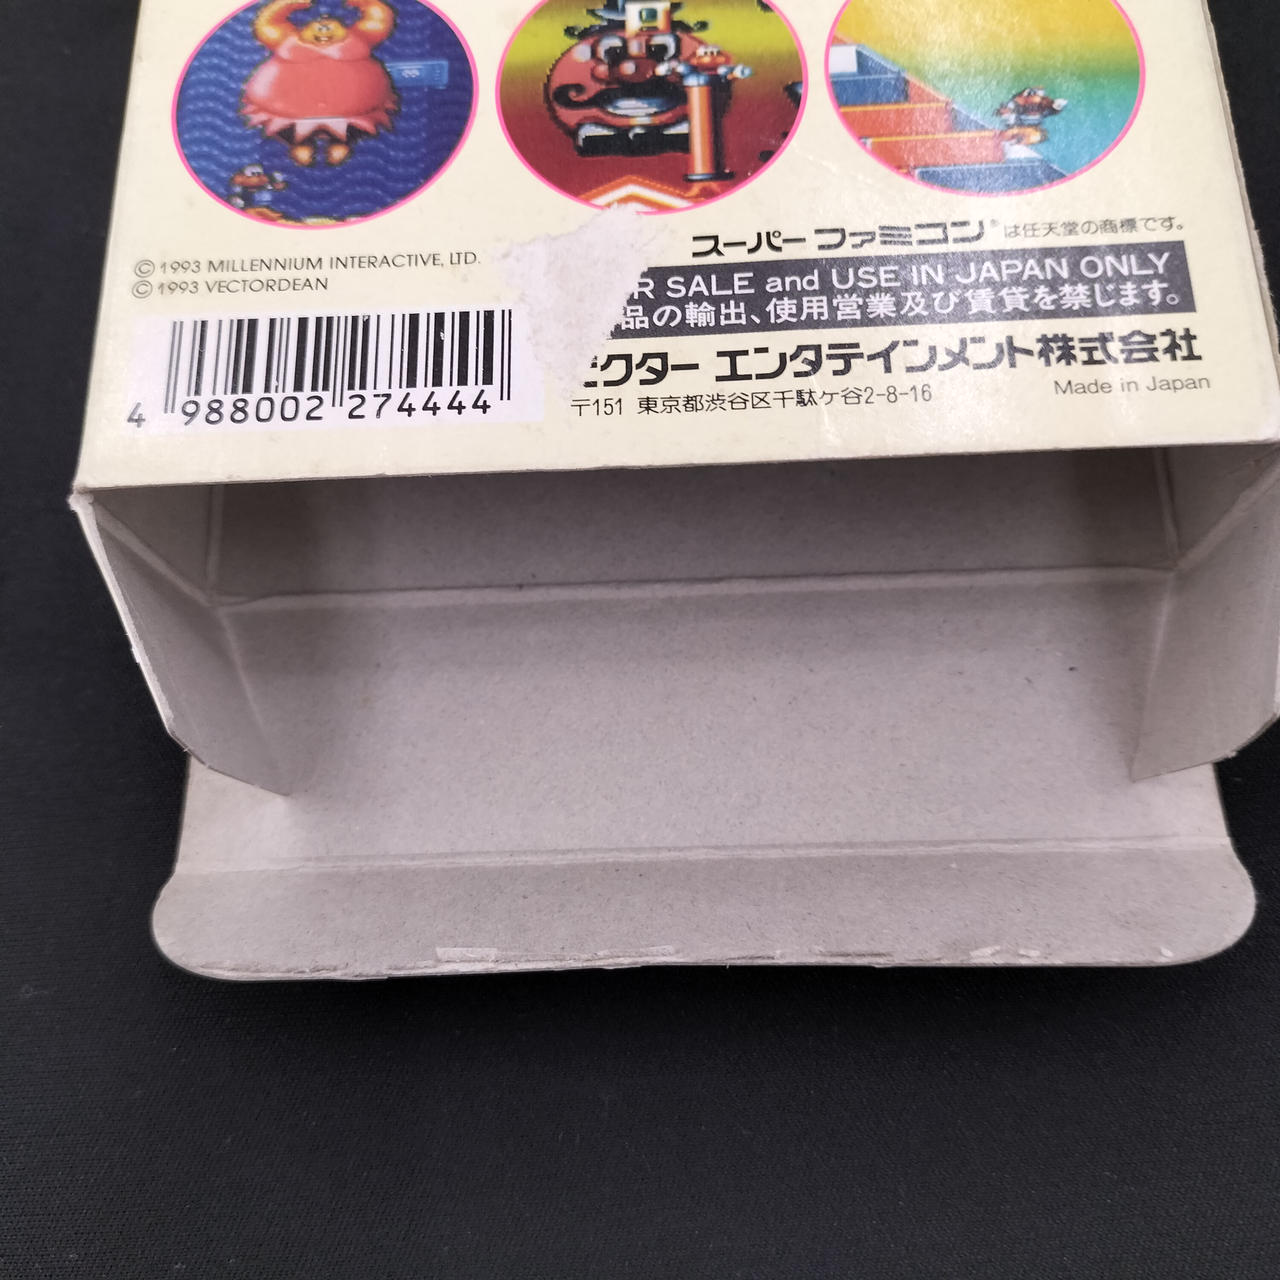 スーパーファミコン®は任天堂の商標です。
© 1993 MILLENNIUM INTERACTIVE, LTD.
© 1993 VECTORDEAN
SALE and USE IN JAPAN ONLY
品の輸出、使用営業及び賃貸を禁じます。
クター エンタテインメント株式会社
〒151 東京都渋谷区千駄ケ谷2-8-16
Made in Japan
4 988002 274444